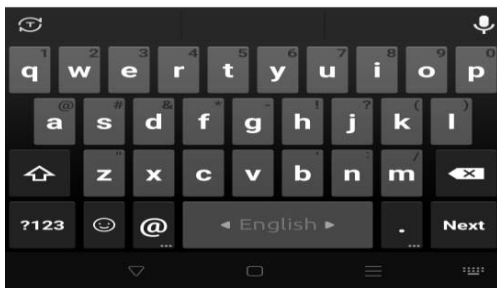 T
1 2 3 4 5 6 7 8 9 0
q w e r t y u i o p
@ # & * - ! ? ( )
a s d f g h j k l
" ' : /
z x c v b n m
?123 @ ... ◄ English ► . ... Next